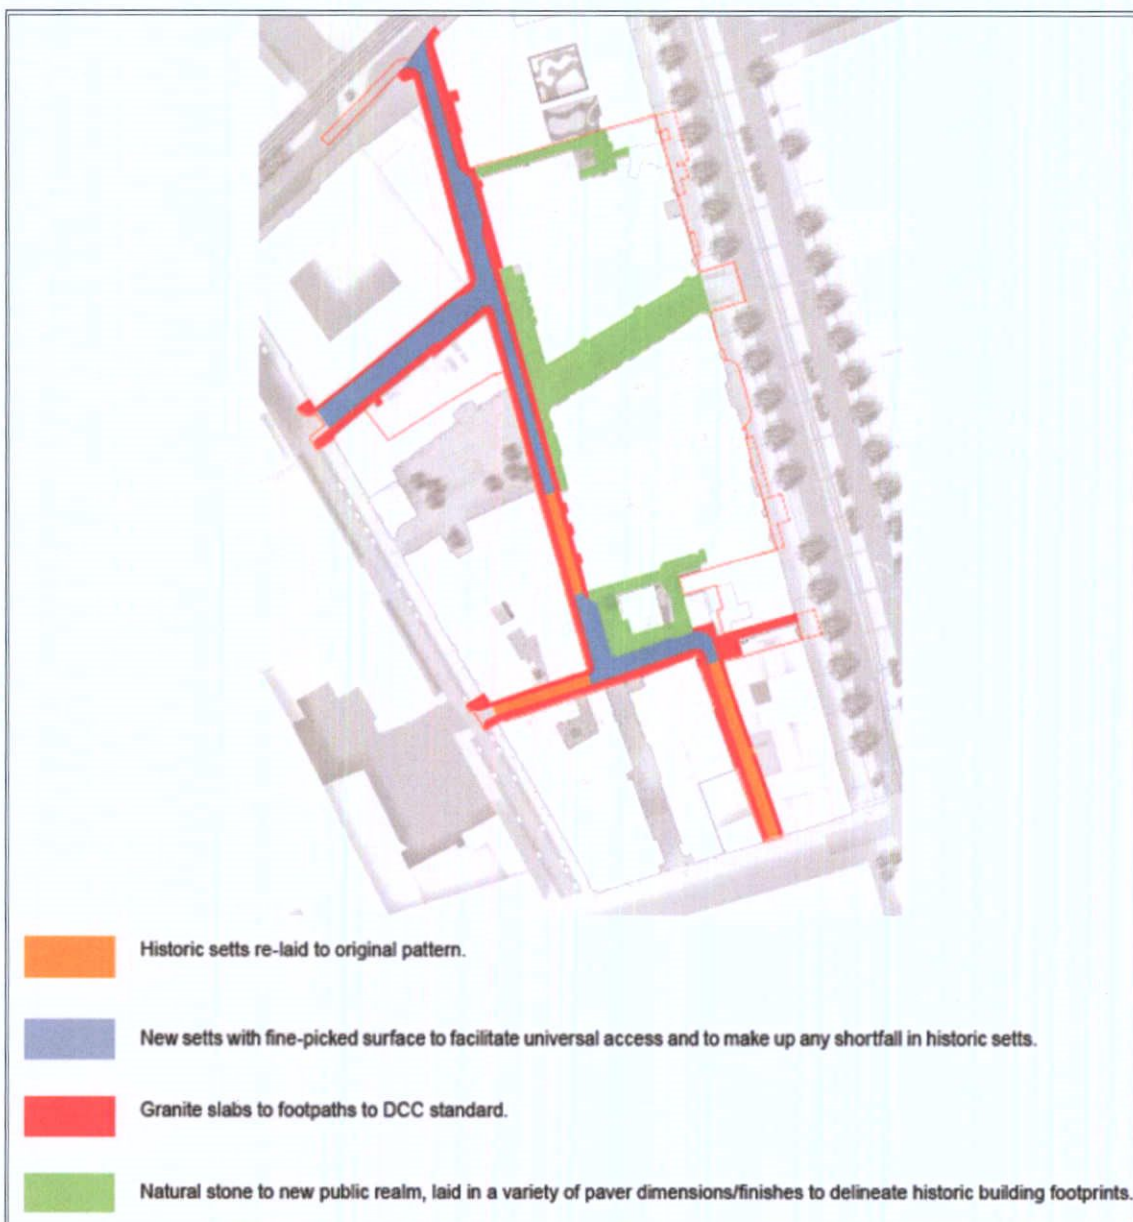 Historic setts re-laid to original pattern.
New setts with fine-picked surface to facilitate universal access and to make up any shortfall in historic setts.
Granite slabs to footpaths to DCC standard.
Natural stone to new public realm, laid in a variety of paver dimensions/finishes to delineate historic building footprints.